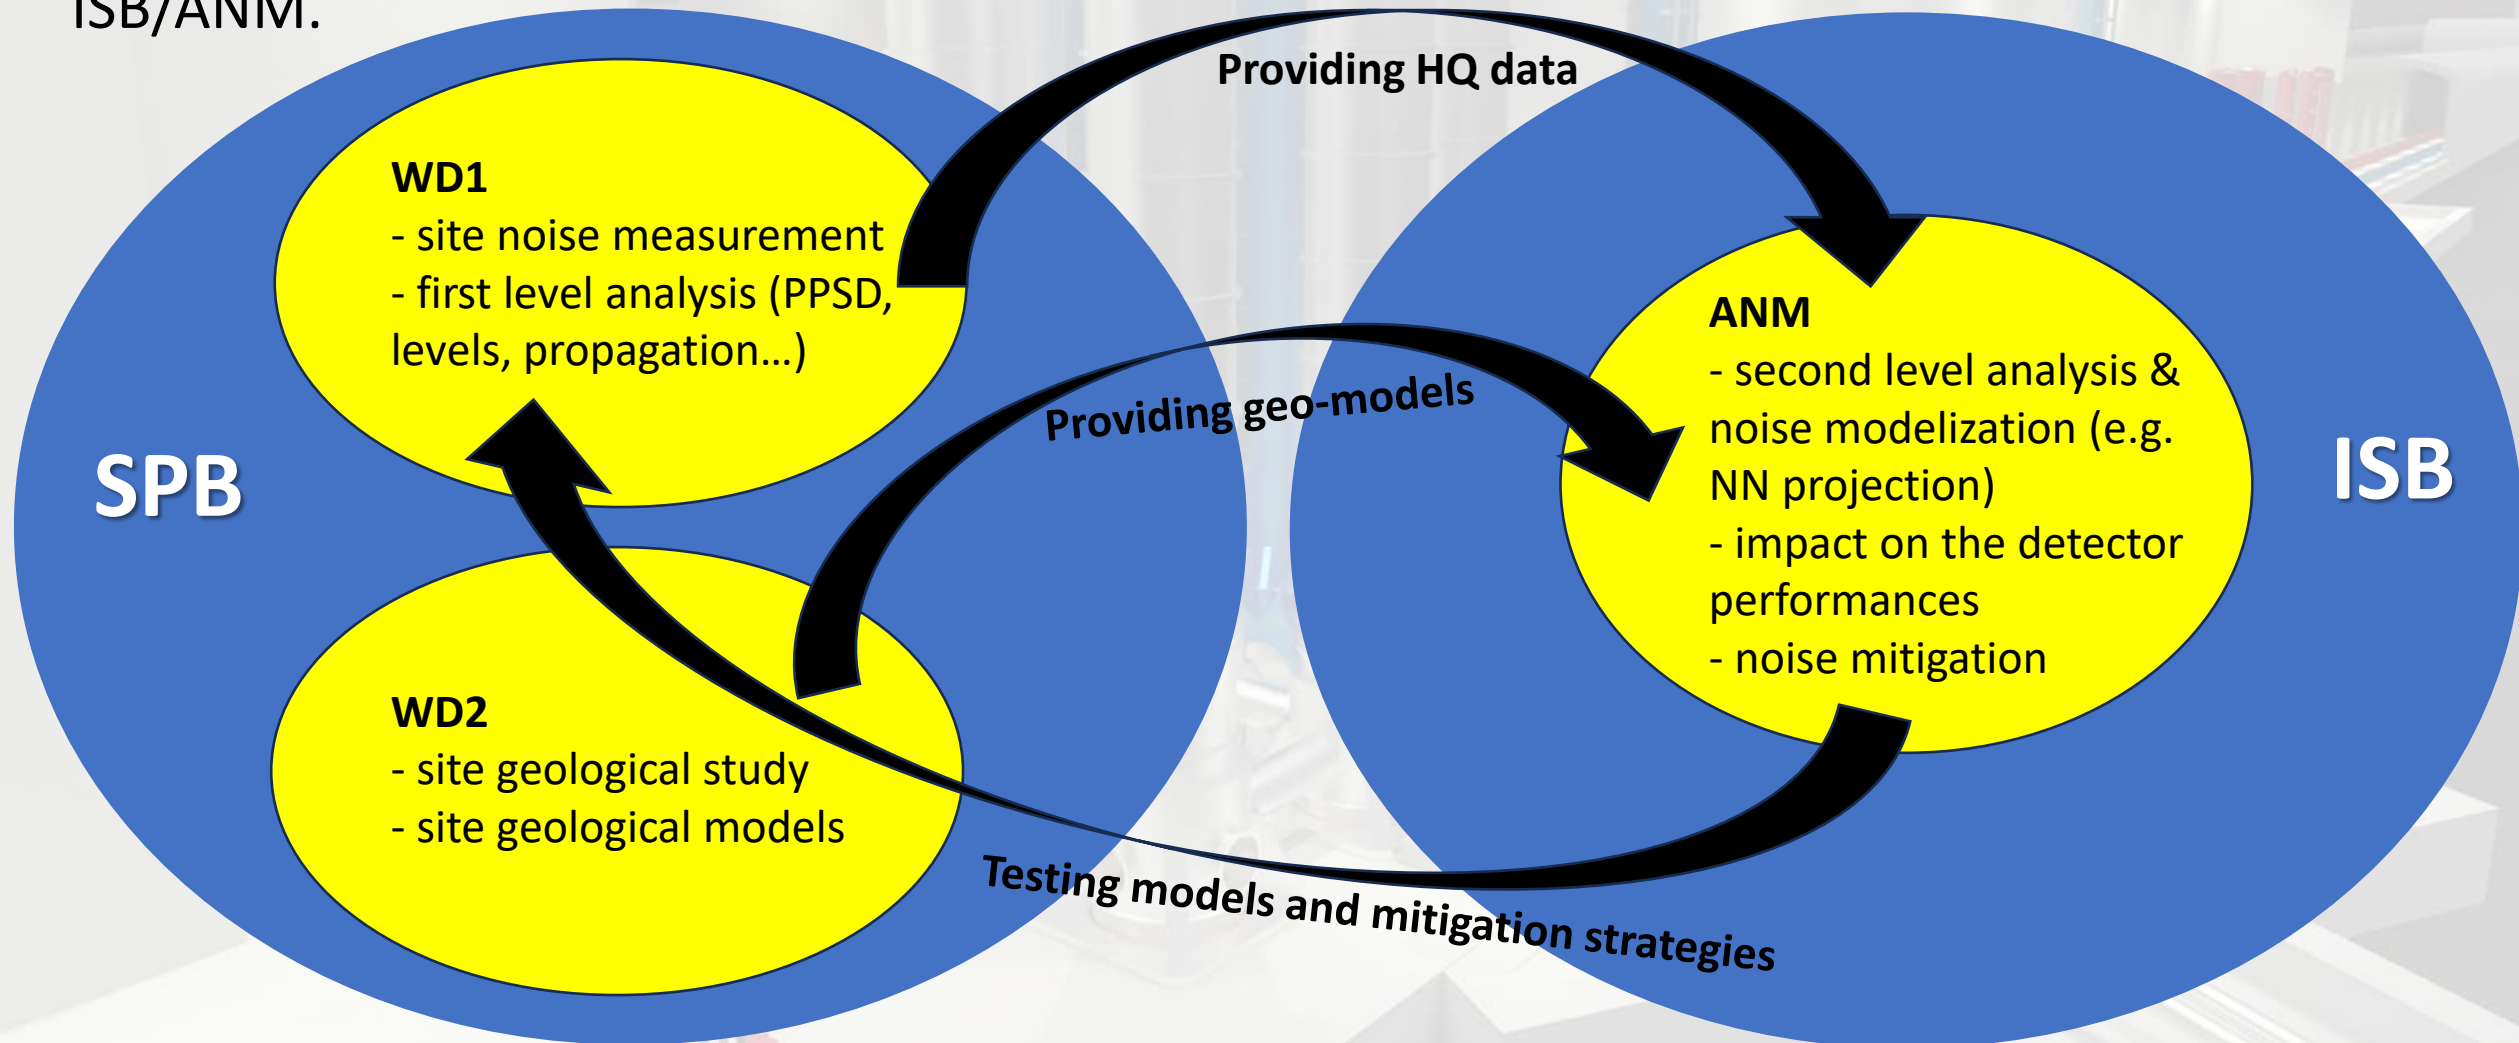 ISB/ANM.
Providing HQ data
WD1
- site noise measurement
- first level analysis (PPSD,
levels, propagation...)
ANM
- second level analysis &
noise modelization (e.g.
NN projection)
- impact on the detector
performances
- noise mitigation
Providing geo-models
SPB
ISB
WD2
- site geological study
- site geological models
Testing models and mitigation strategies